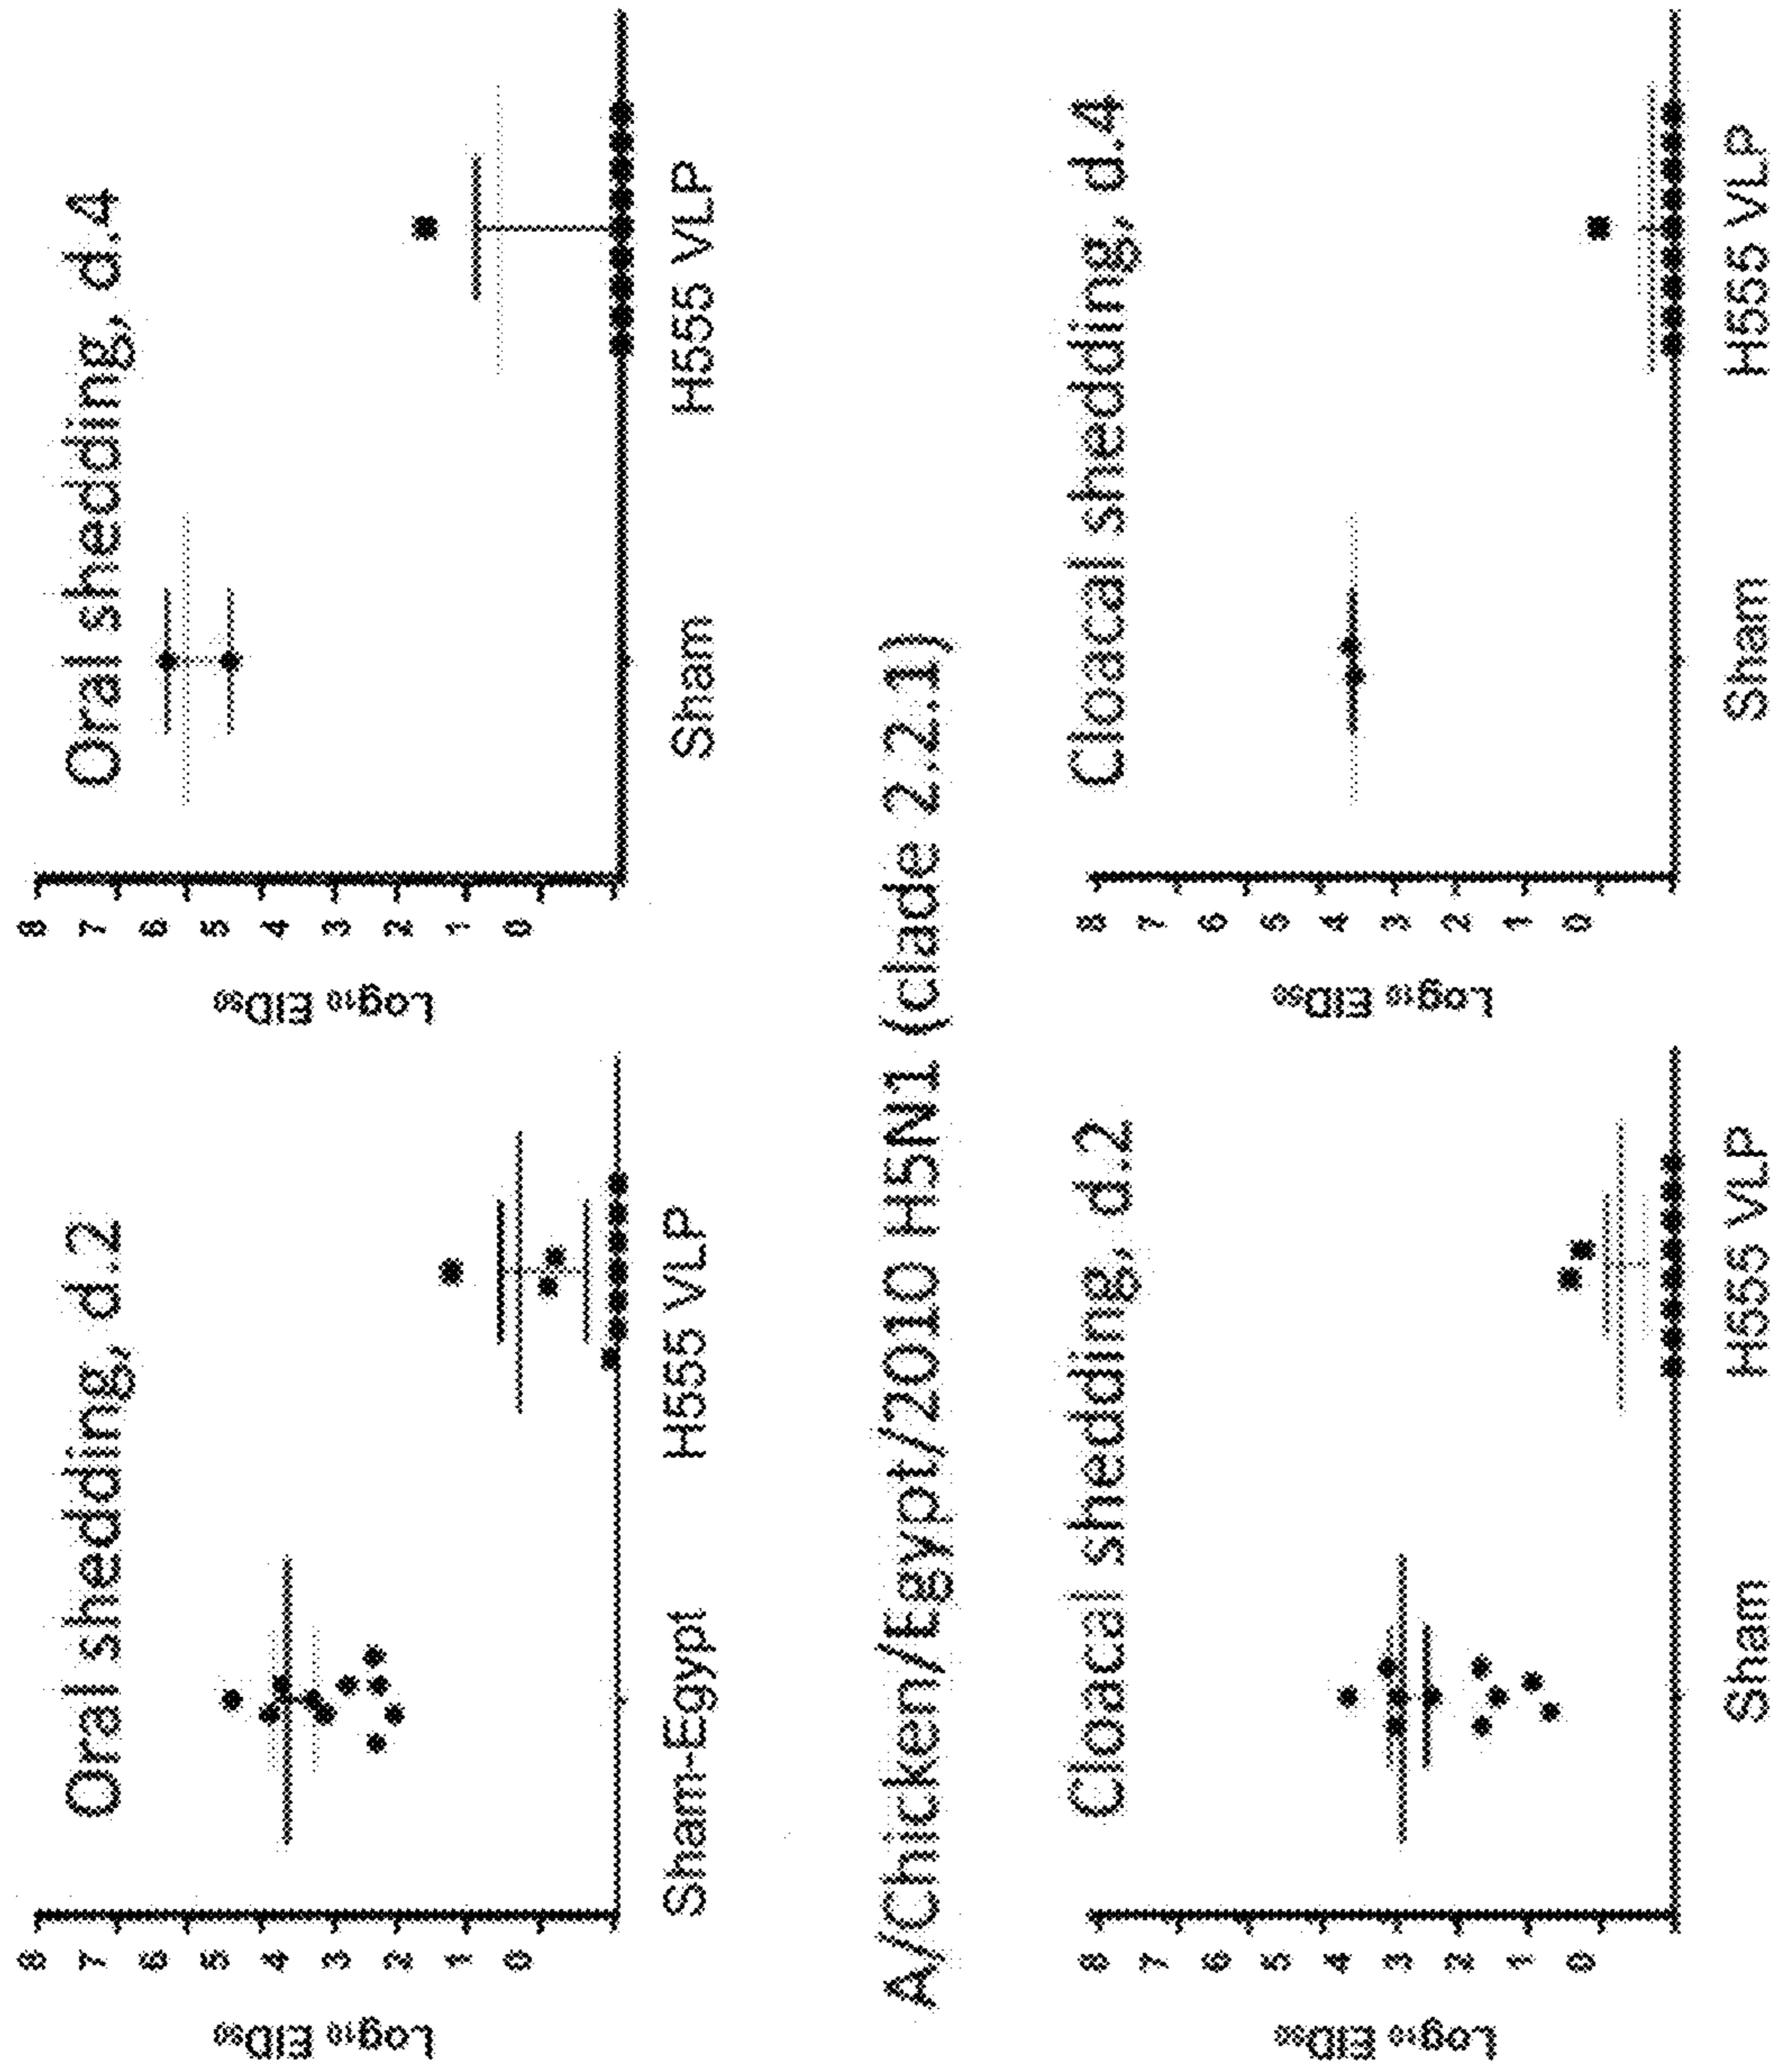 Oral shedding, d.2
Log₁₀ EID₅₀
8
7
6
5
4
3
2
1
0
Sham-Egypt
H555 VLP
Oral shedding, d.4
Log₁₀ EID₅₀
8
7
6
5
4
3
2
1
0
Sham
H555 VLP
A/Chicken/Egypt/2010 H5N1 (clade 2.2.1)
Cloacal shedding, d.2
Log₁₀ EID₅₀
8
7
6
5
4
3
2
1
0
Sham
H555 VLP
Cloacal shedding, d.4
Log₁₀ EID₅₀
8
7
6
5
4
3
2
1
0
Sham
H555 VLP